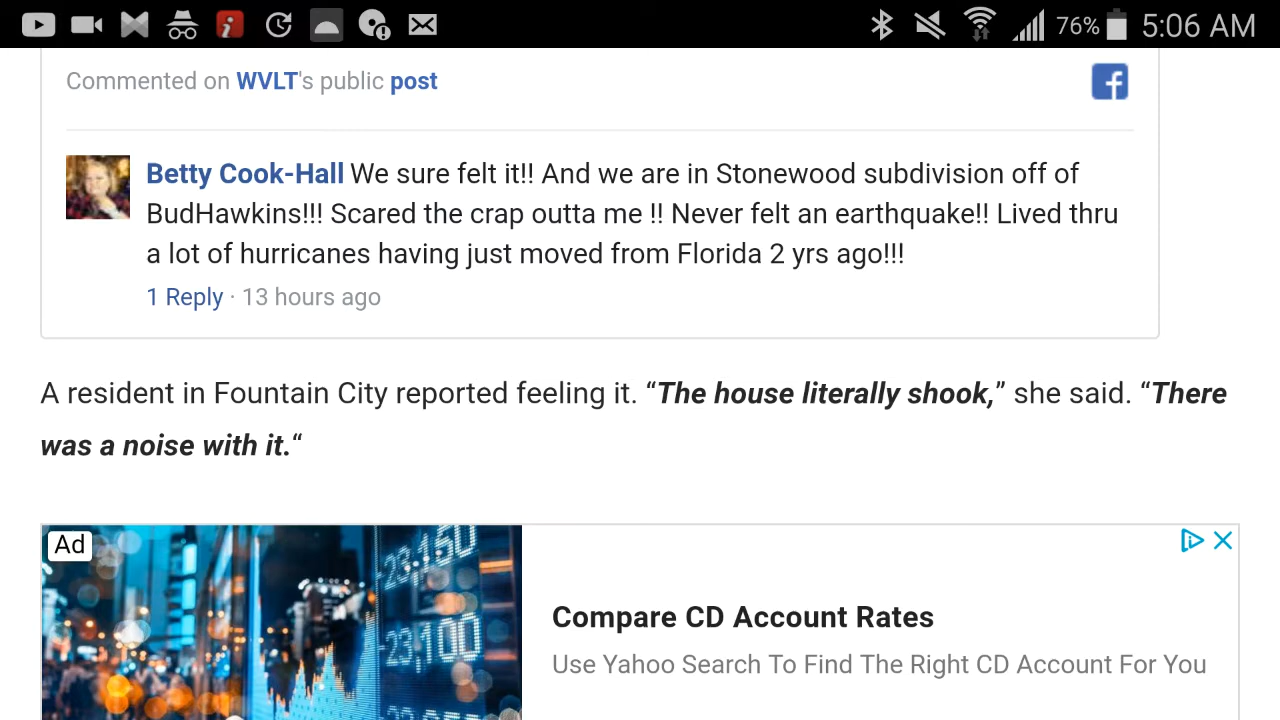 76% 5:06 AM
Commented on WVLT's public post
Betty Cook-Hall We sure felt it!! And we are in Stonewood subdivision off of
BudHawkins!!! Scared the crap outta me !! Never felt an earthquake!! Lived thru
a lot of hurricanes having just moved from Florida 2 yrs ago!!!
1 Reply · 13 hours ago
A resident in Fountain City reported feeling it. “The house literally shook,” she said. “There
was a noise with it.“
Ad
23,150
23,100
Compare CD Account Rates
Use Yahoo Search To Find The Right CD Account For You